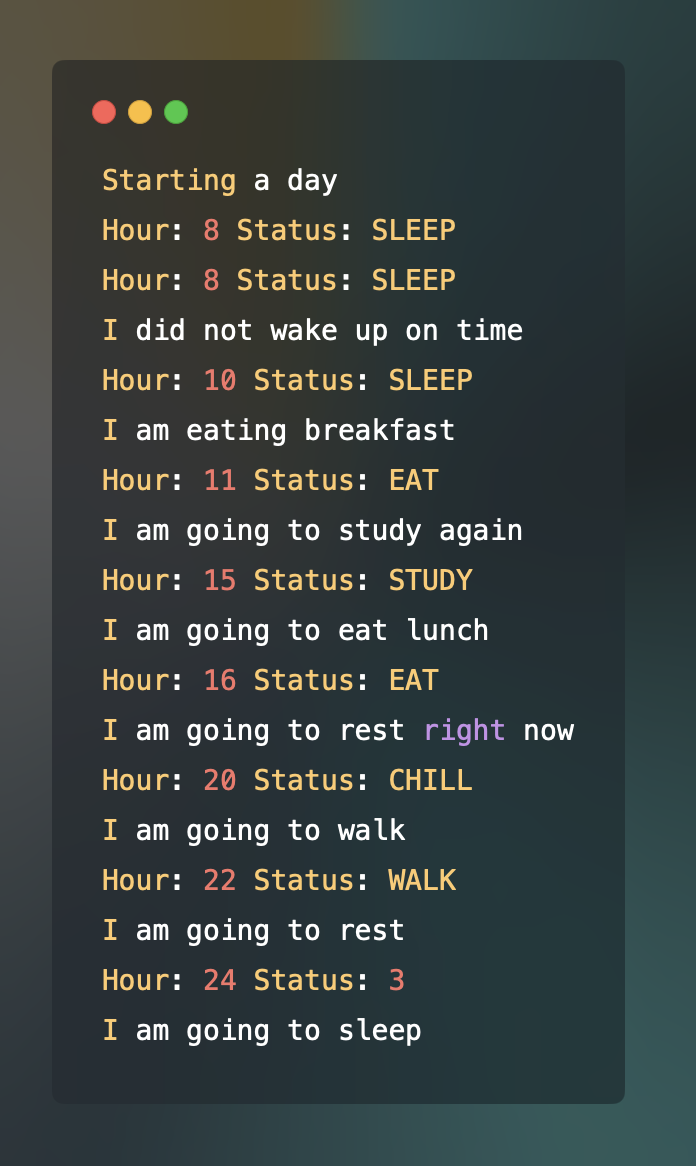 Starting a day
Hour: 8 Status: SLEEP
Hour: 8 Status: SLEEP
I did not wake up on time
Hour: 10 Status: SLEEP
I am eating breakfast
Hour: 11 Status: EAT
I am going to study again
Hour: 15 Status: STUDY
I am going to eat lunch
Hour: 16 Status: EAT
I am going to rest right now
Hour: 20 Status: CHILL
I am going to walk
Hour: 22 Status: WALK
I am going to rest
Hour: 24 Status: 3
I am going to sleep